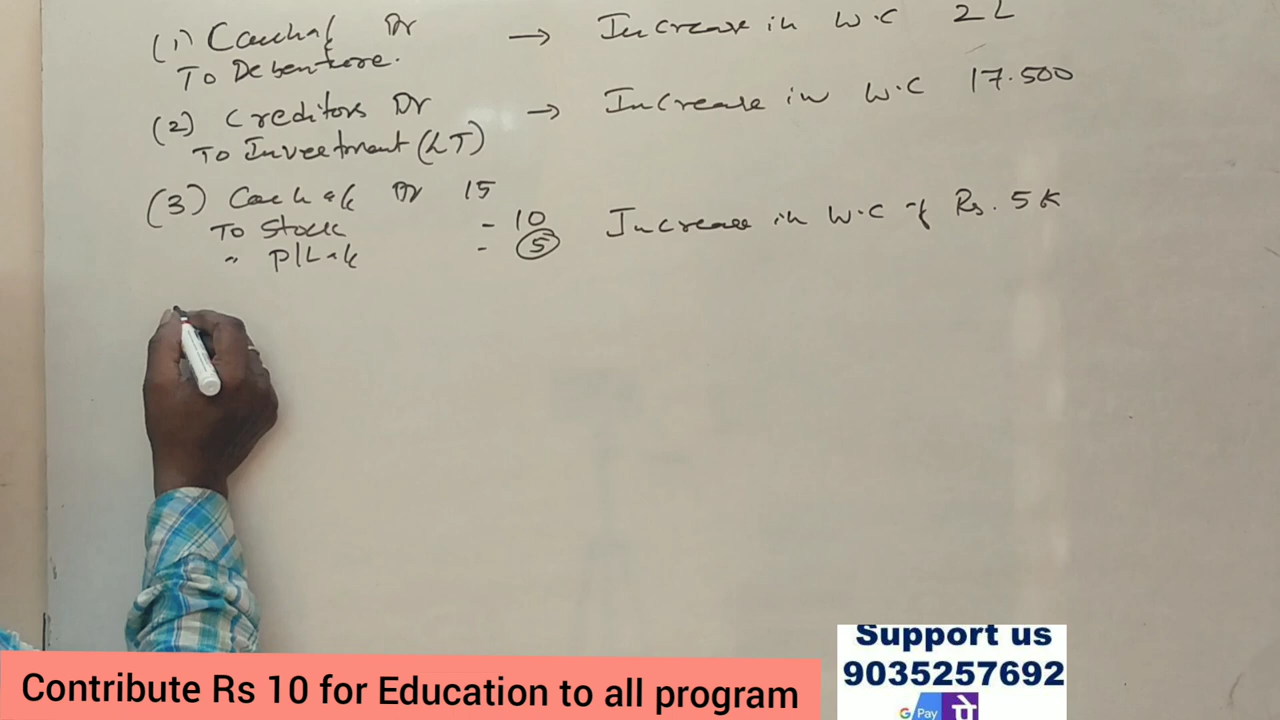 (1) Cash a/c Dr → Increase in W.C 2L
To Debenture.
(2) Creditors Dr → Increase in W.C 17.500
To Investment (LT)
(3) Cash a/c Dr 15
To Stock - 10 Increase in W.C of Rs. 5K
" P/L a/c - 5
Support us
9035257692
G Pay पे
Contribute Rs 10 for Education to all program